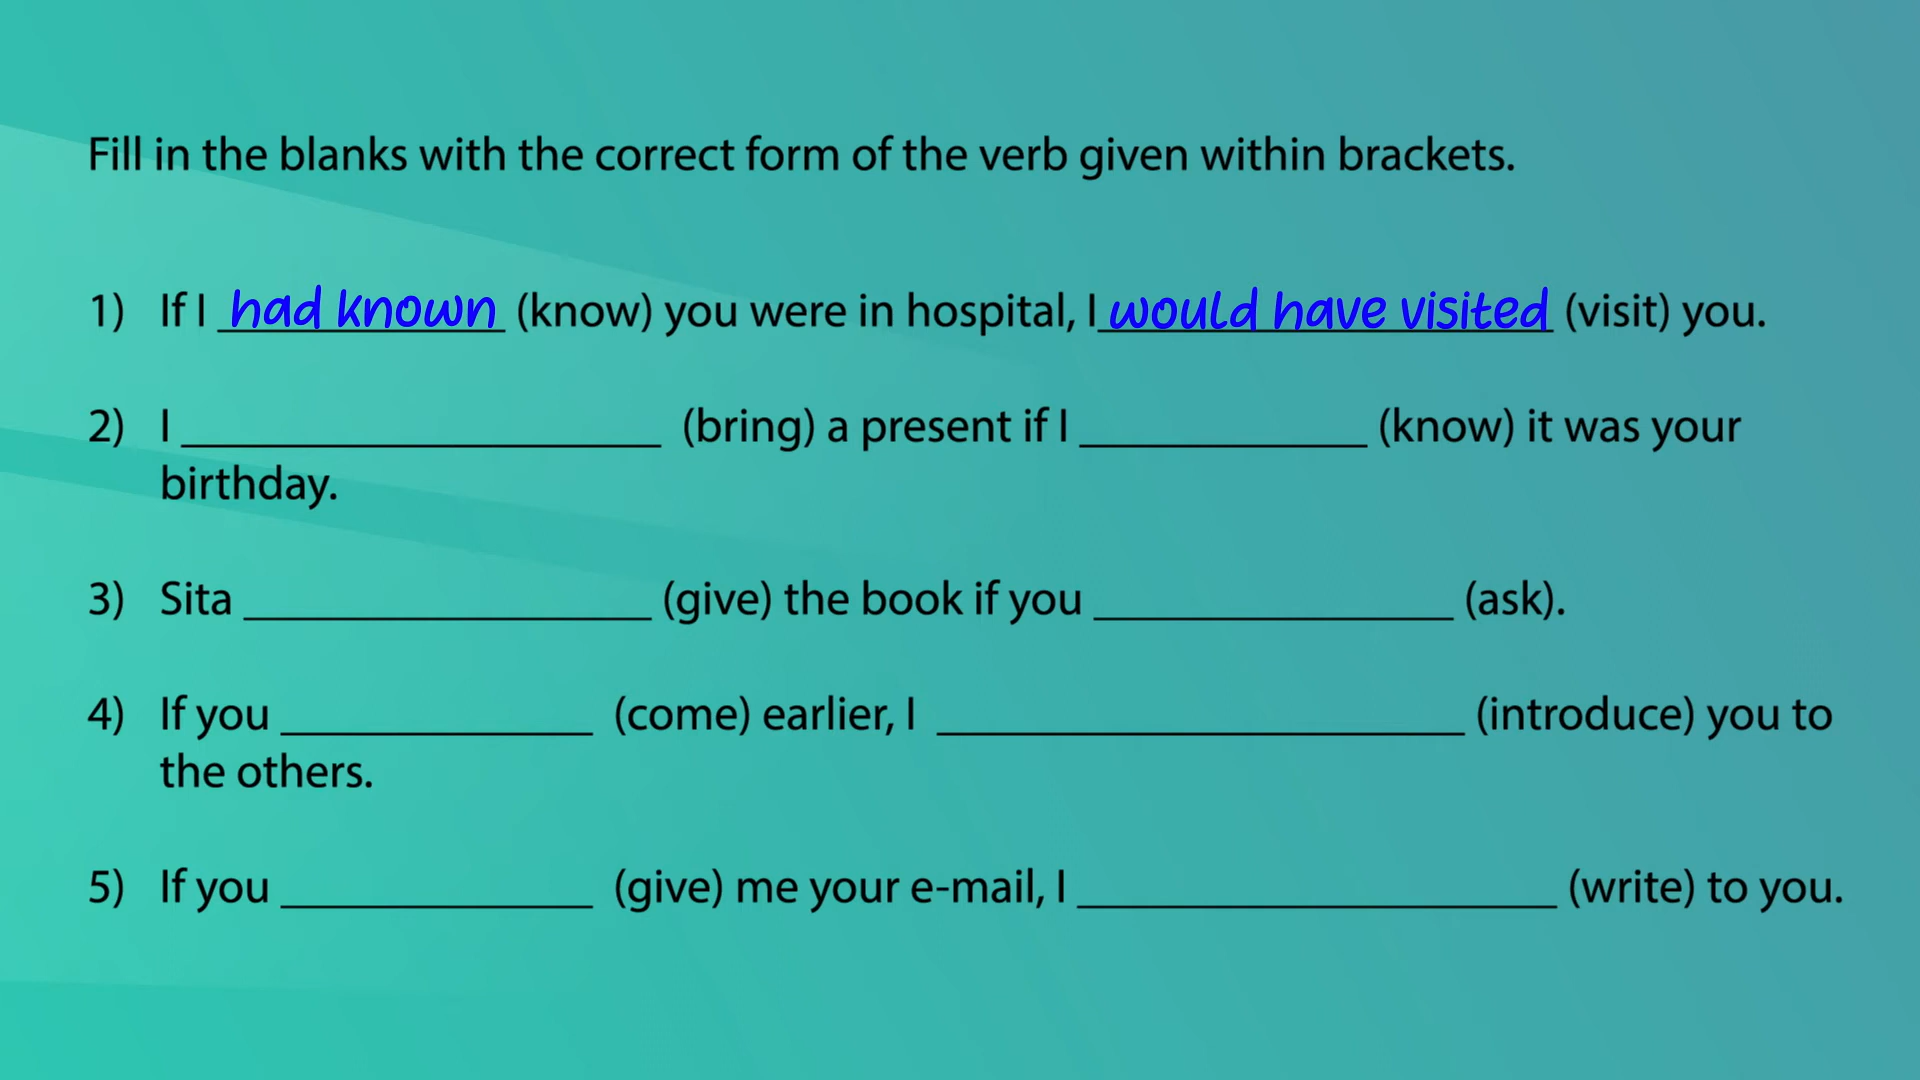 Fill in the blanks with the correct form of the verb given within brackets.
1) If I had known (know) you were in hospital, I would have visited (visit) you.
2) I ____________________ (bring) a present if I ____________ (know) it was your
birthday.
3) Sita _________________ (give) the book if you _______________ (ask).
4) If you _____________ (come) earlier, I ______________________ (introduce) you to
the others.
5) If you _____________ (give) me your e-mail, I ____________________ (write) to you.